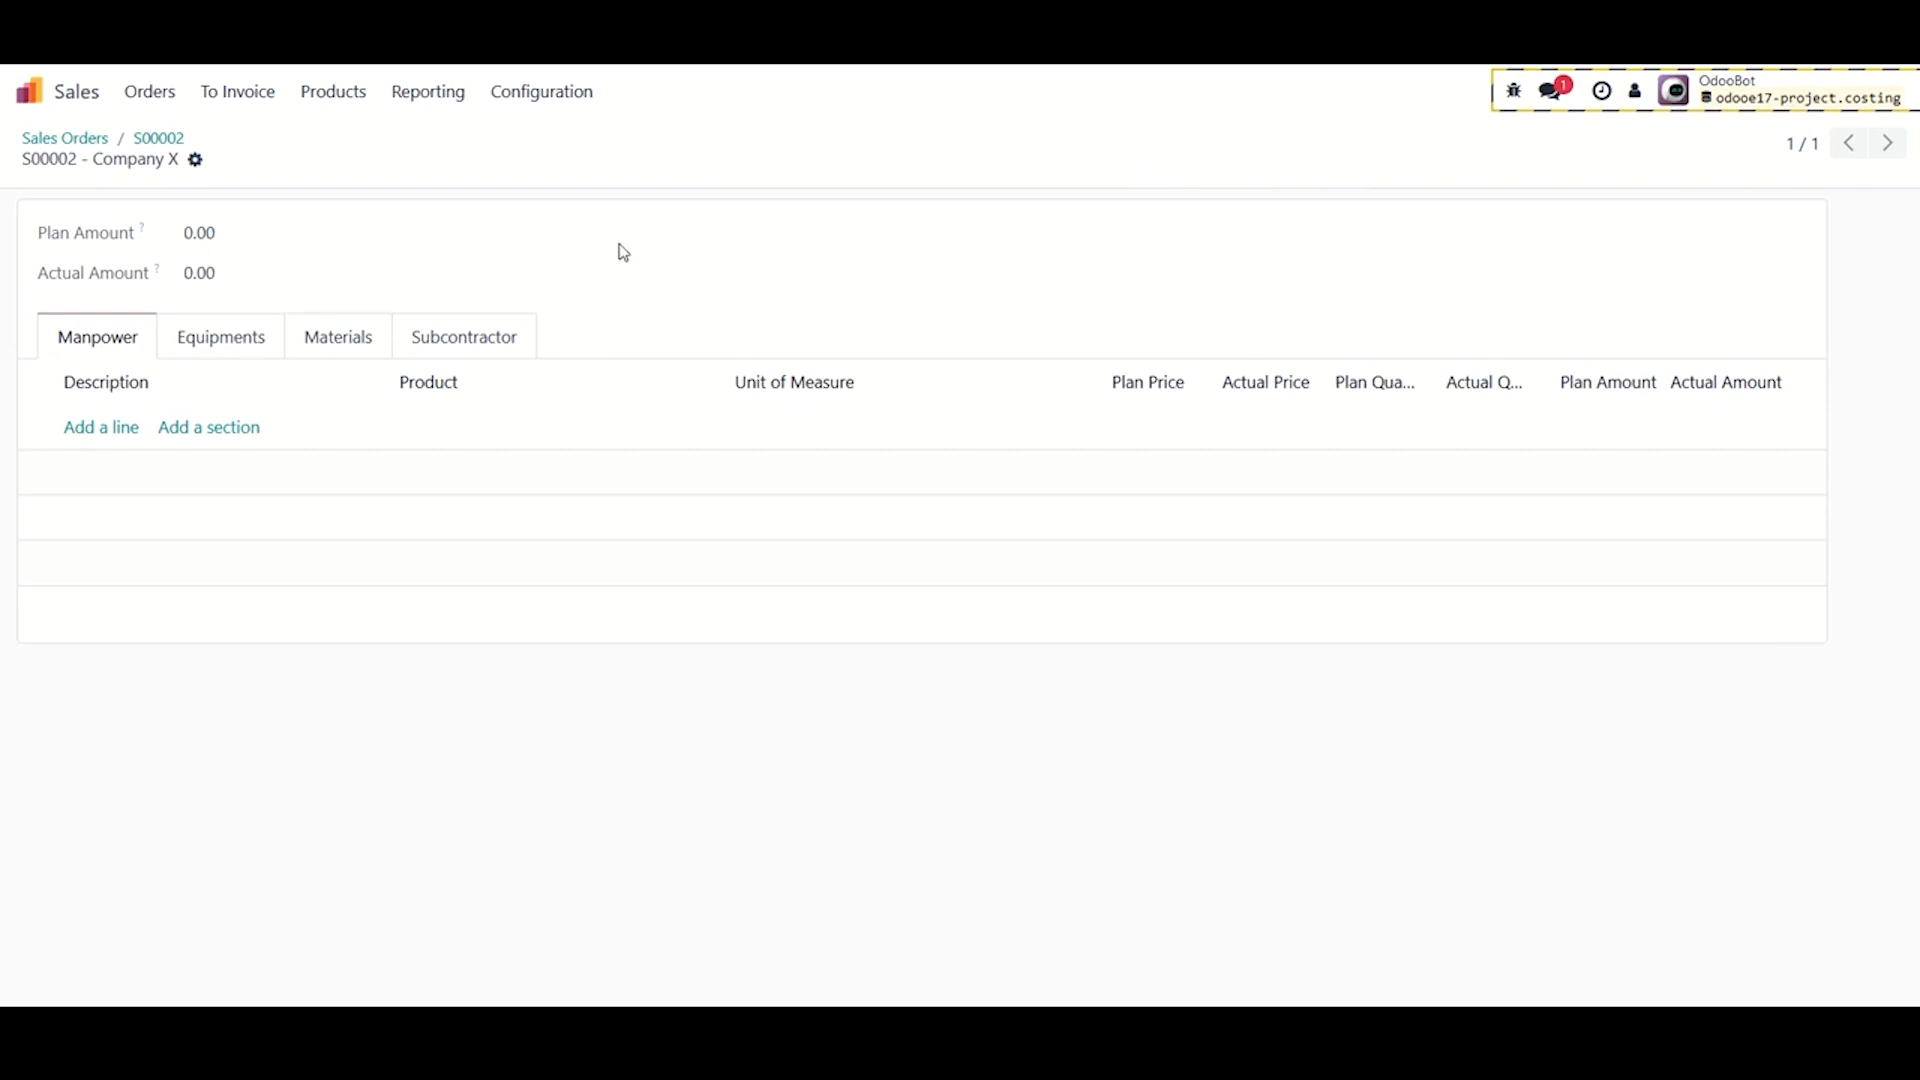 Sales Orders To Invoice Products Reporting Configuration
1
OdooBot
odooe17-project.costing
Sales Orders / S00002
S00002 - Company X
1 / 1
Plan Amount ? 0.00
Actual Amount ? 0.00
Manpower Equipments Materials Subcontractor
Description Product Unit of Measure Plan Price Actual Price Plan Qua... Actual Q... Plan Amount Actual Amount
Add a line Add a section